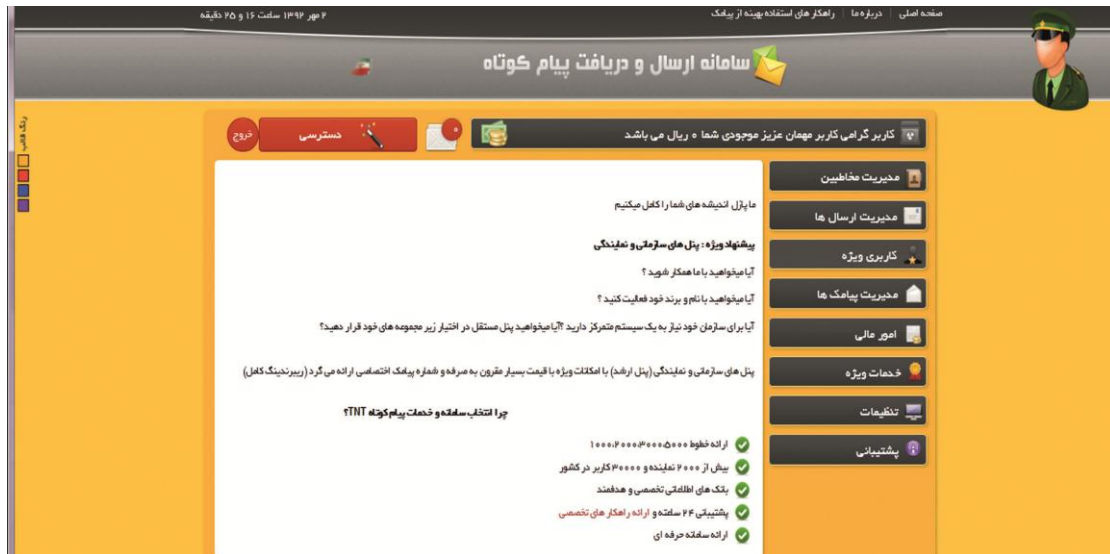 صفحه اصلی | درباره ما | راهکار های استفاده بهینه از پیامک
۲ مهر ۱۳۹۲ ساعت ۱۶ و ۲۵ دقیقه
سامانه ارسال و دریافت پیام کوتاه
رنگ قالب
کاربر گرامی کاربر مهمان عزیز موجودی شما ۰ ریال می باشد
۰
دسترسی
خروج
مدیریت مخاطبین
مدیریت ارسال ها
کاربری ویژه
مدیریت پیامک ها
امور مالی
خدمات ویژه
تنظیمات
پشتیبانی
ما پازل اندیشه های شما را کامل میکنیم
پیشنهاد ویژه : پنل های سازمانی و نمایندگی
آیا میخواهید با ما همکار شوید ؟
آیا میخواهید با نام و برند خود فعالیت کنید ؟
آیا برای سازمان خود نیاز به یک سیستم متمرکز دارید ؟آیا میخواهید پنل مستقل در اختیار زیر مجموعه های خود قرار دهید؟
پنل های سازمانی و نمایندگی (پنل ارشد) با امکانات ویژه با قیمت بسیار مقرون به صرفه و شماره پیامک اختصاصی ارائه می گرد (ریبرندینگ کامل)
چرا انتخاب سامانه و خدمات پیام کوتاه TNT؟
ارائه خطوط ۱۰۰۰،۲۰۰۰،۳۰۰۰،۵۰۰۰
بیش از ۲۰۰۰ نماینده و ۳۰۰۰۰ کاربر در کشور
بانک های اطلاعاتی تخصصی و هدفمند
پشتیبانی ۲۴ ساعته و ارائه راهکار های تخصصی
ارائه سامانه حرفه ای